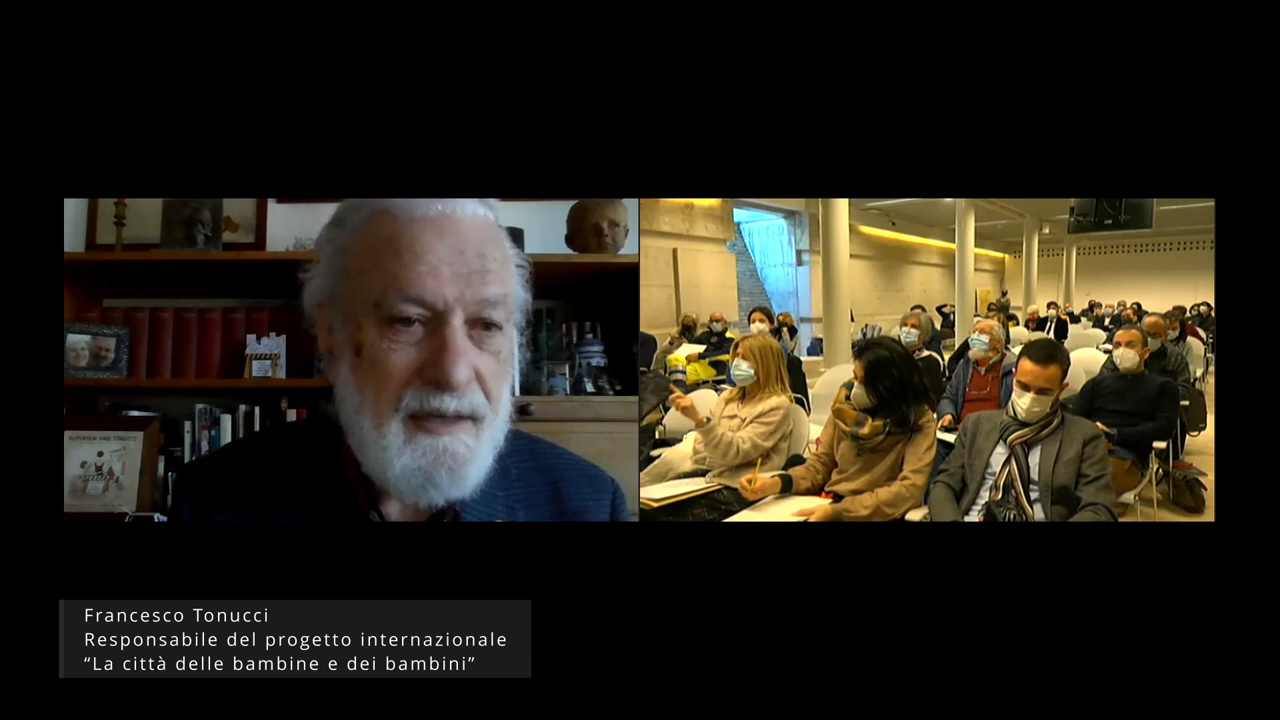 Francesco Tonucci
Responsabile del progetto internazionale
“La città delle bambine e dei bambini”